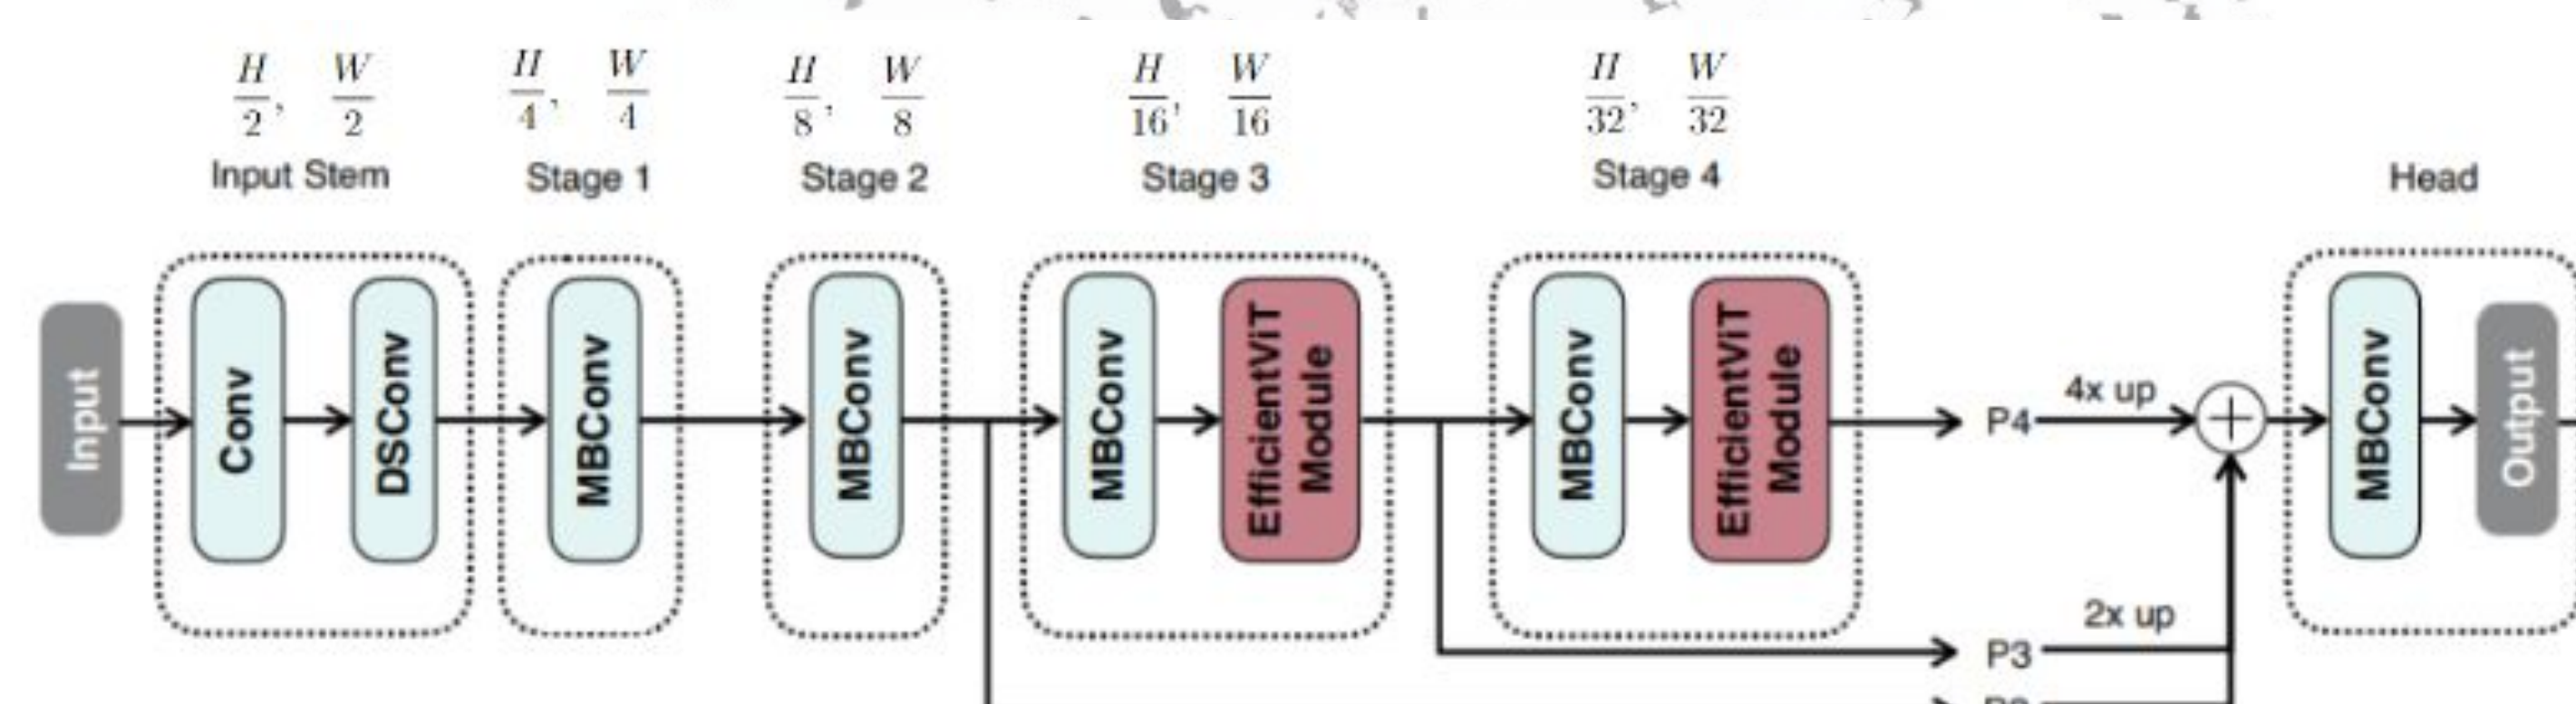 H/2, W/2
H/4, W/4
H/8, W/8
H/16, W/16
H/32, W/32
Input Stem
Stage 1
Stage 2
Stage 3
Stage 4
Head
Input
Conv
DSConv
MBConv
MBConv
MBConv
EfficientViT
Module
MBConv
EfficientViT
Module
P4
4x up
+
MBConv
Output
2x up
P3